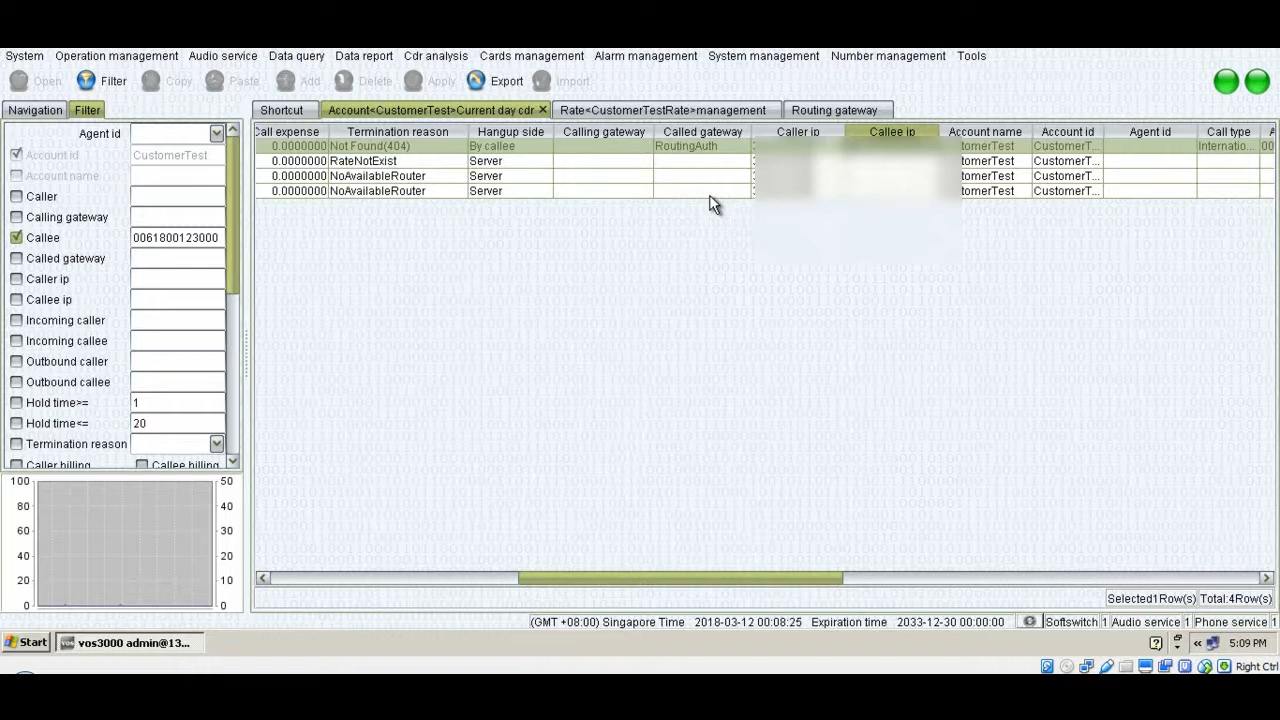 System Operation management Audio service Data query Data report Cdr analysis Cards management Alarm management System management Number management Tools
Open Filter Copy Paste Add Delete Apply Export Import
Navigation Filter Shortcut Account<CustomerTest>Current day cdr Rate<CustomerTestRate>management Routing gateway
Agent id
Account id CustomerTest
Account name
Caller
Calling gateway
Callee 0061800123000
Called gateway
Caller ip
Callee ip
Incoming caller
Incoming callee
Outbound caller
Outbound callee
Hold time>= 1
Hold time<= 20
Termination reason
Caller billing Callee billing
100 50
80 40
60 30
40 20
20 10
0 0
Call expense Termination reason Hangup side Calling gateway Called gateway Caller ip Callee ip Account name Account id Agent id Call type
0.0000000 Not Found(404) By callee RoutingAuth tomerTest CustomerT... Internatio... 00
0.0000000 RateNotExist Server tomerTest CustomerT...
0.0000000 NoAvailableRouter Server tomerTest CustomerT...
0.0000000 NoAvailableRouter Server tomerTest CustomerT...
Selected1Row(s) Total:4Row(s)
(GMT +08:00) Singapore Time 2018-03-12 00:08:25 Expiration time 2033-12-30 00:00:00 Softswitch 1 Audio service 1 Phone service 1
Start vos3000 admin@13... « 5:09 PM
Right Ctrl